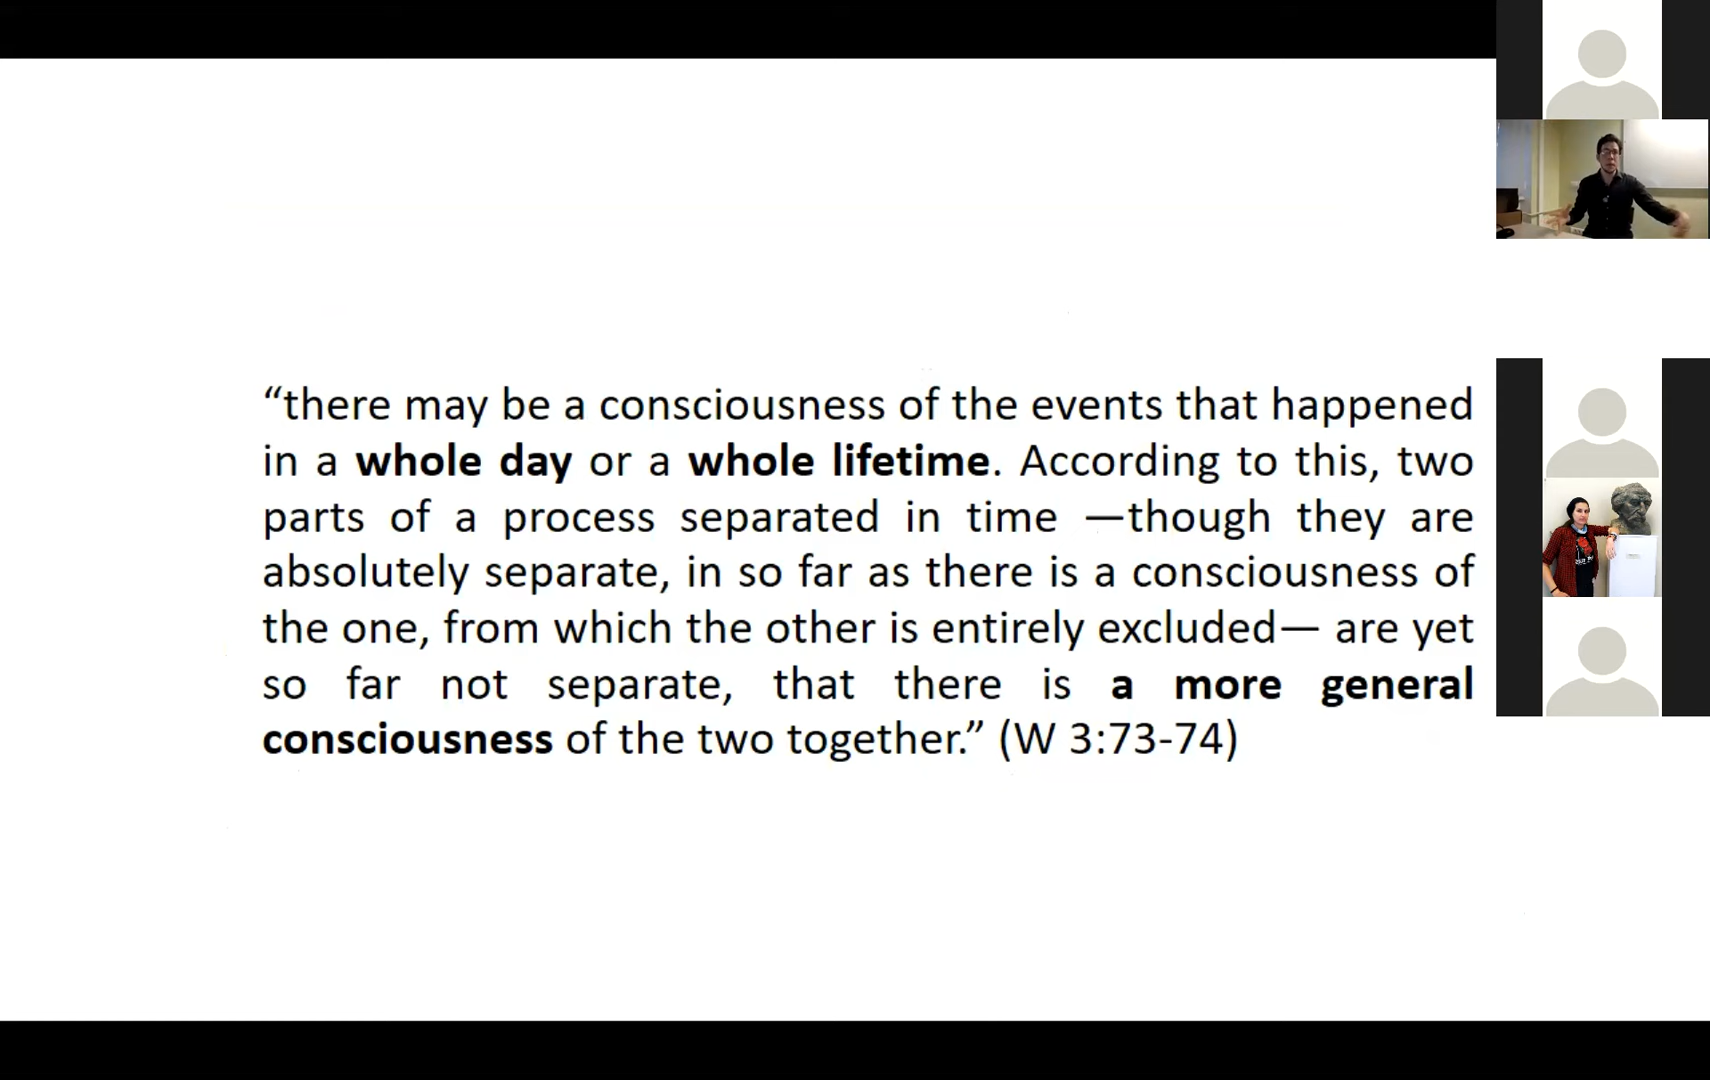 “there may be a consciousness of the events that happened
in a whole day or a whole lifetime. According to this, two
parts of a process separated in time —though they are
absolutely separate, in so far as there is a consciousness of
the one, from which the other is entirely excluded— are yet
so far not separate, that there is a more general
consciousness of the two together.” (W 3:73-74)